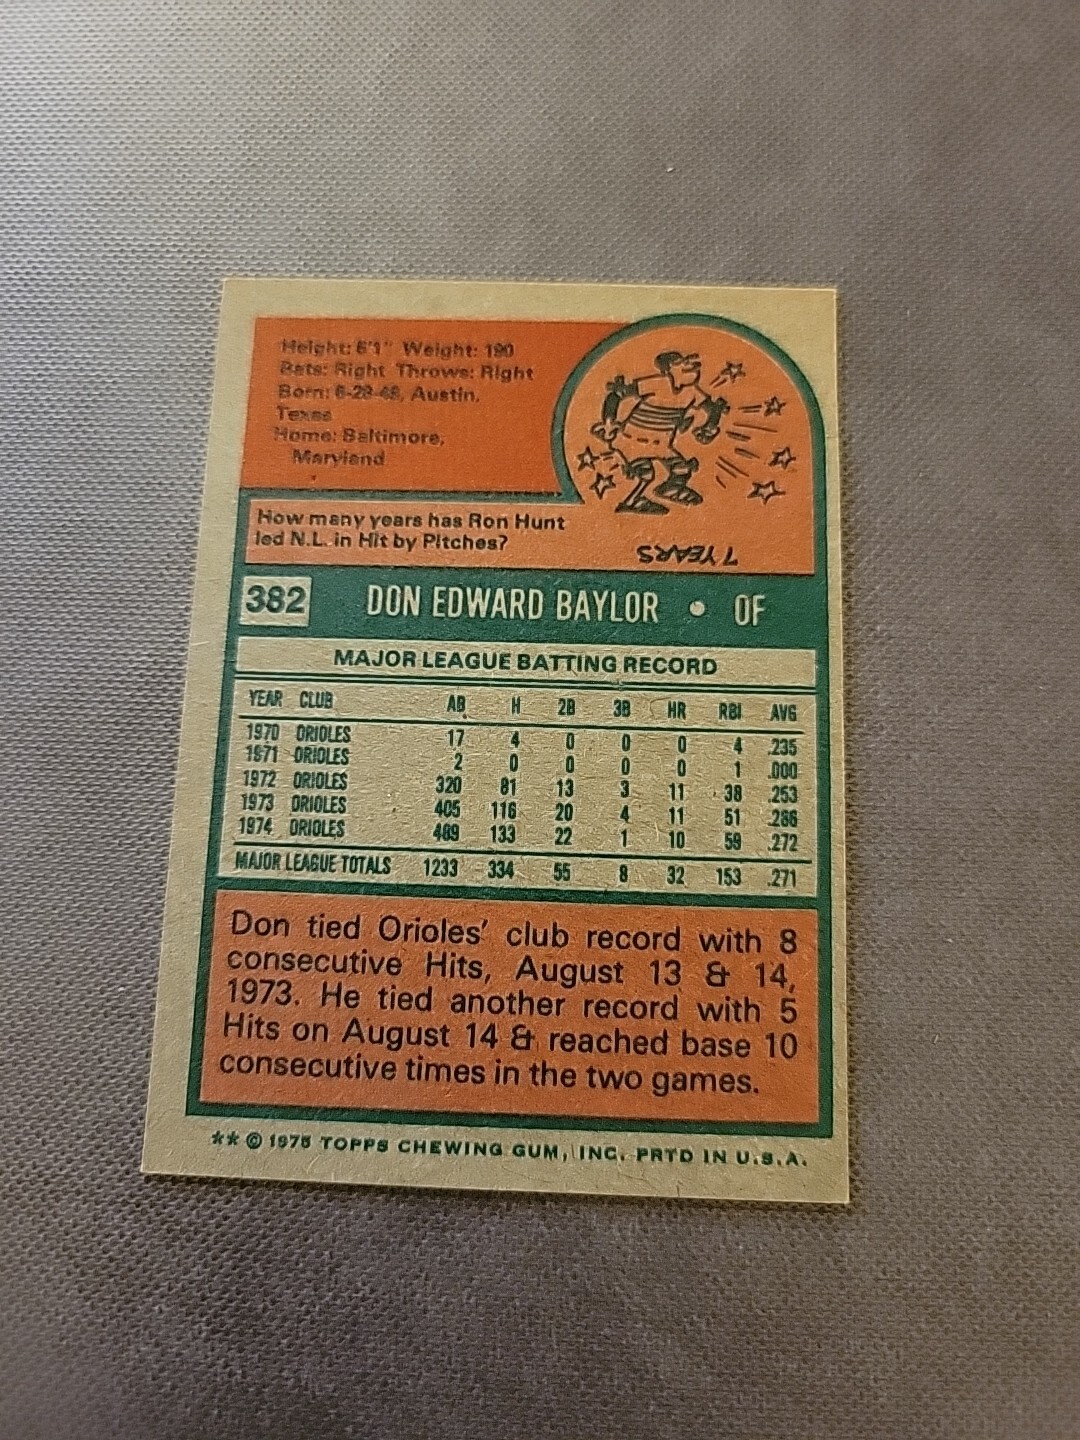 Height: 6'1" Weight: 190
Bats: Right Throws: Right
Born: 6-28-49, Austin,
Texas
Home: Baltimore,
Maryland
How many years has Ron Hunt
led N.L. in Hit by Pitches?
7 YEARS
382 DON EDWARD BAYLOR • OF
MAJOR LEAGUE BATTING RECORD
YEAR CLUB AB H 2B 3B HR RBI AVG
1970 ORIOLES 17 4 0 0 0 4 .235
1971 ORIOLES 2 0 0 0 0 1 .000
1972 ORIOLES 320 81 13 3 11 38 .253
1973 ORIOLES 405 116 20 4 11 51 .286
1974 ORIOLES 489 133 22 1 10 59 .272
MAJOR LEAGUE TOTALS 1233 334 55 8 32 153 .271
Don tied Orioles' club record with 8
consecutive Hits, August 13 & 14,
1973. He tied another record with 5
Hits on August 14 & reached base 10
consecutive times in the two games.
** © 1975 TOPPS CHEWING GUM, INC. PRTD IN U.S.A.